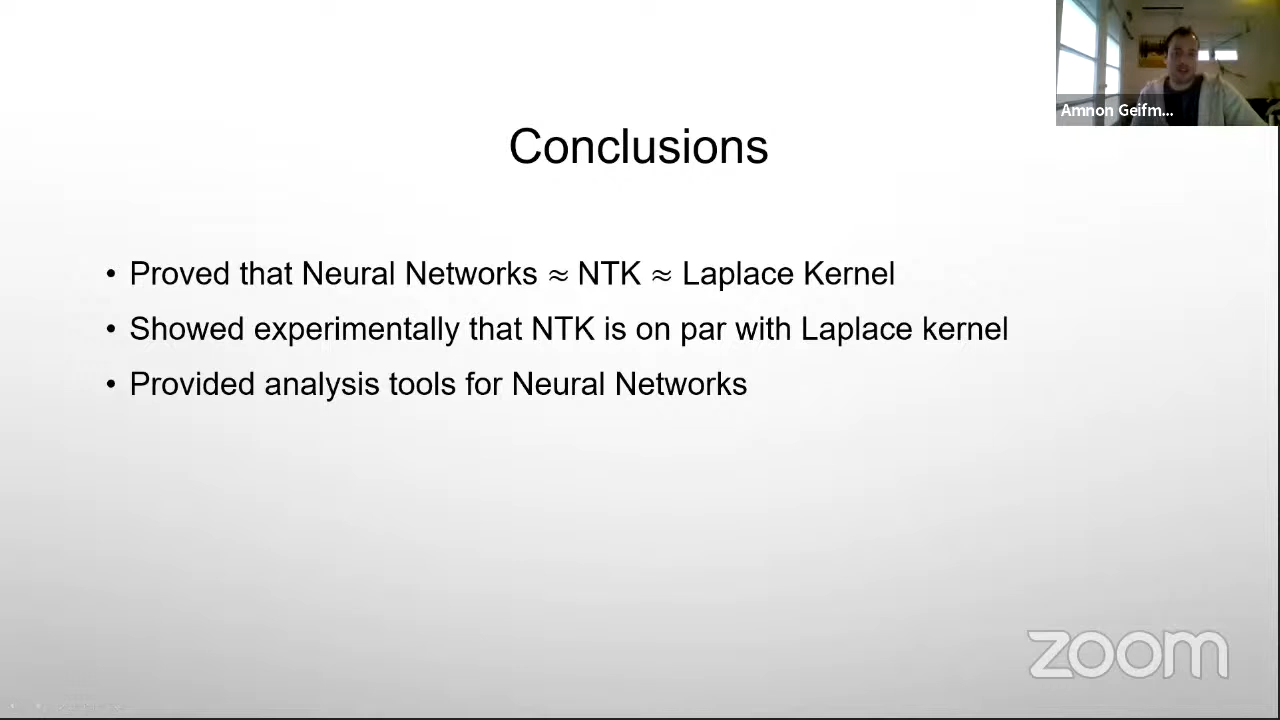 Amnon Geifm...
Conclusions
• Proved that Neural Networks ≈ NTK ≈ Laplace Kernel
• Showed experimentally that NTK is on par with Laplace kernel
• Provided analysis tools for Neural Networks
zoom